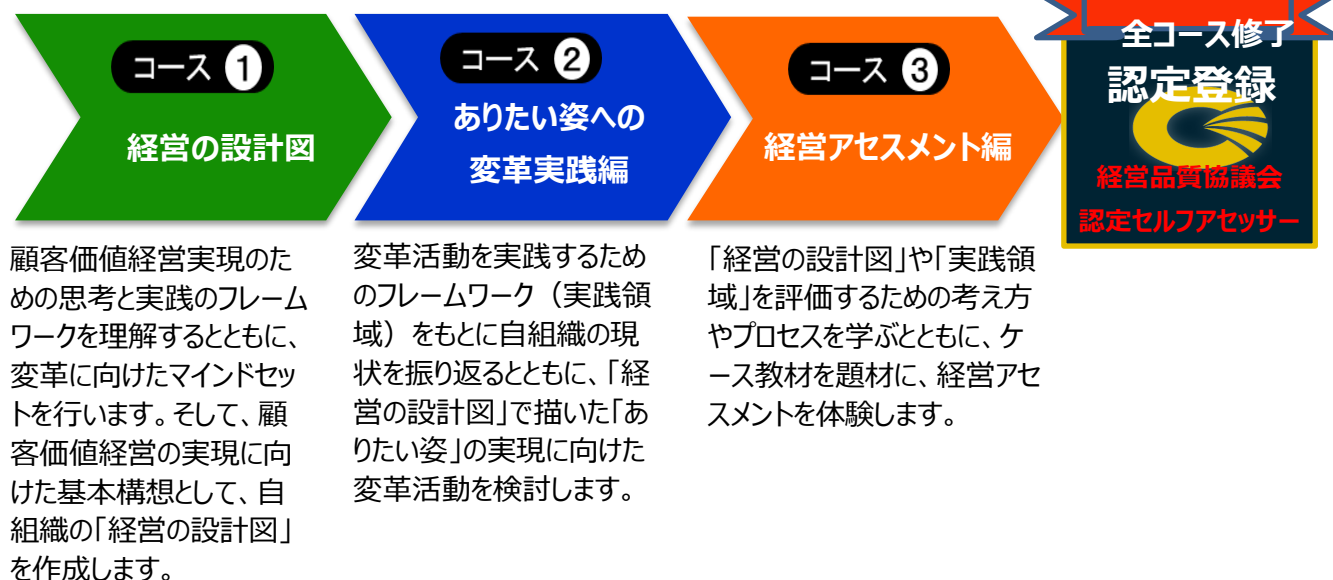 コース 1
経営の設計図
顧客価値経営実現のた
めの思考と実践のフレーム
ワークを理解するとともに、
変革に向けたマインドセッ
トを行います。そして、顧
客価値経営の実現に向
けた基本構想として、自
組織の「経営の設計図」
を作成します。
コース 2
ありたい姿への
変革実践編
変革活動を実践するため
のフレームワーク（実践領
域）をもとに自組織の現
状を振り返るとともに、「経
営の設計図」で描いた「あ
りたい姿」の実現に向けた
変革活動を検討します。
コース 3
経営アセスメント編
「経営の設計図」や「実践領
域」を評価するための考え方
やプロセスを学ぶとともに、ケ
ース教材を題材に、経営アセ
スメントを体験します。
全コース修了
認定登録
経営品質協議会
認定セルフアセッサー